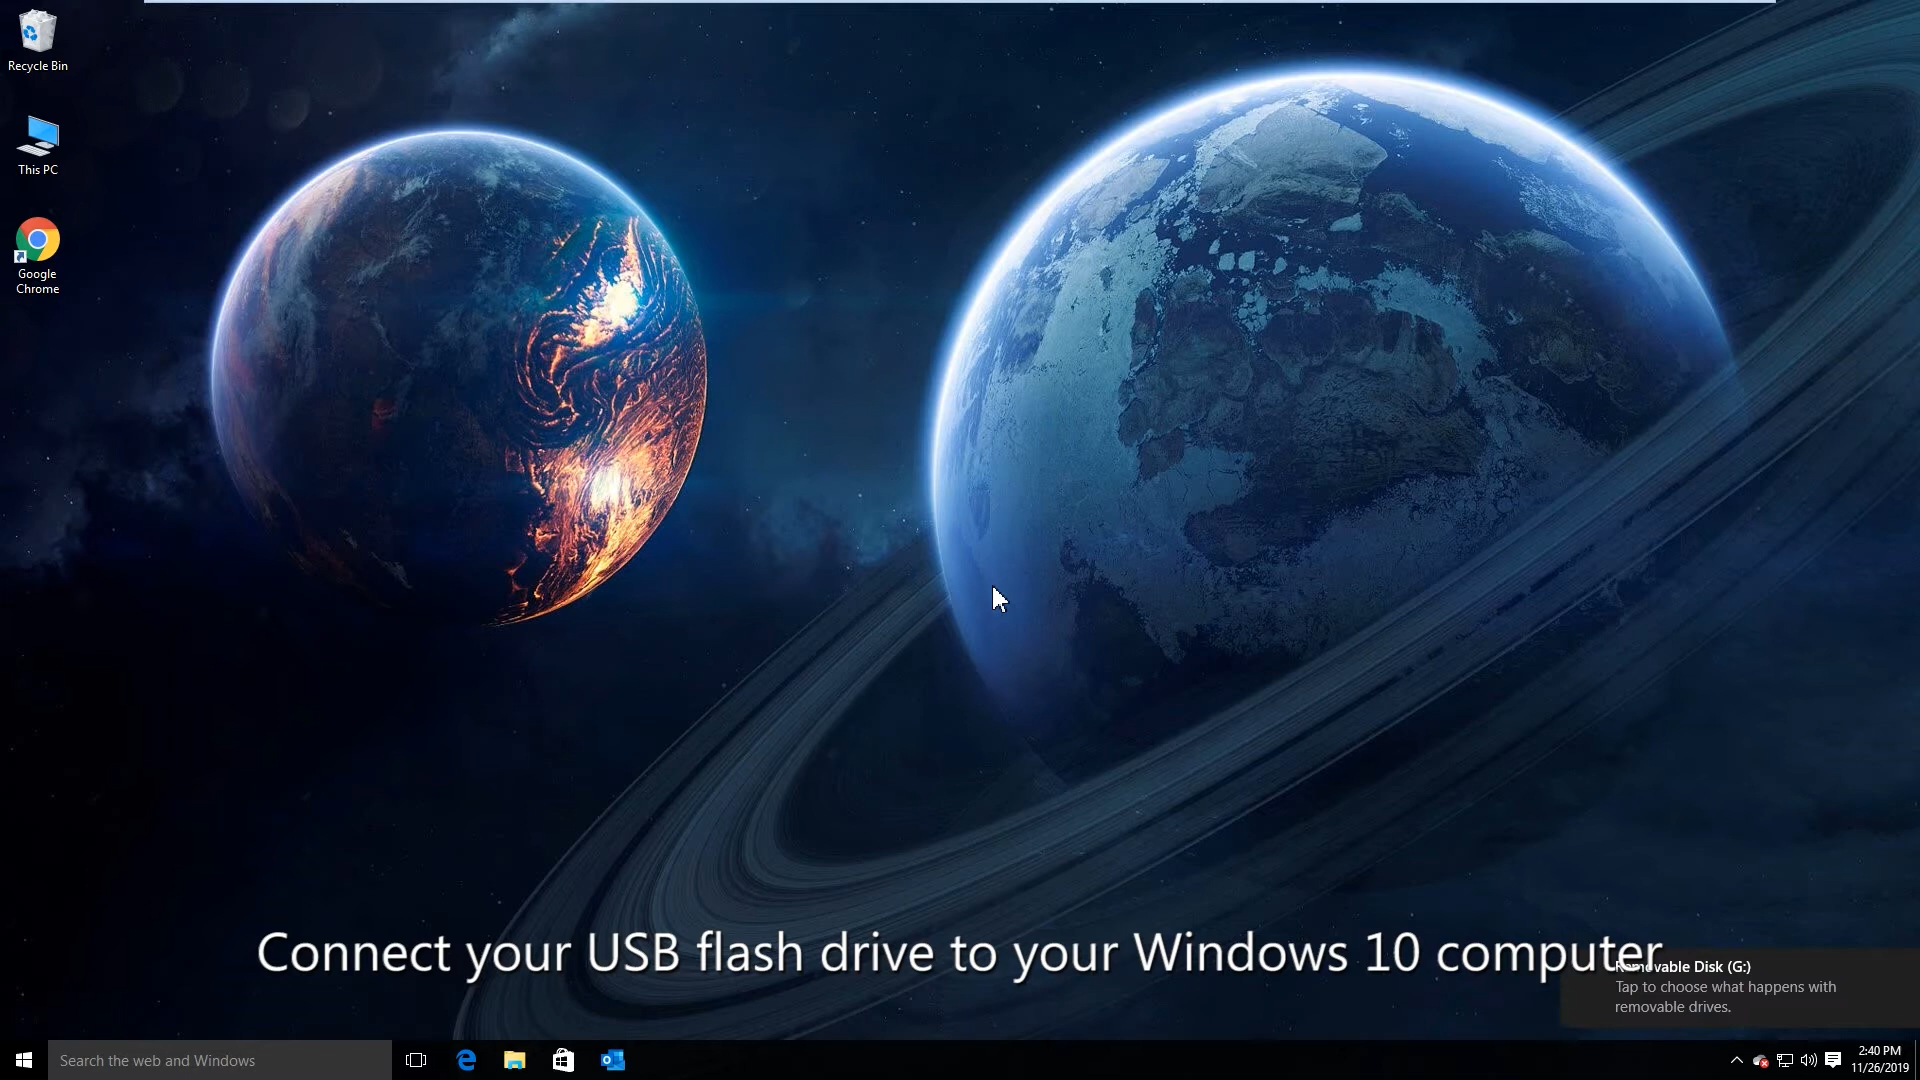 Recycle Bin
This PC
Google
Chrome
Connect your USB flash drive to your Windows 10 computer
Removable Disk (G:)
Tap to choose what happens with
removable drives.
Search the web and Windows
2:40 PM
11/26/2019